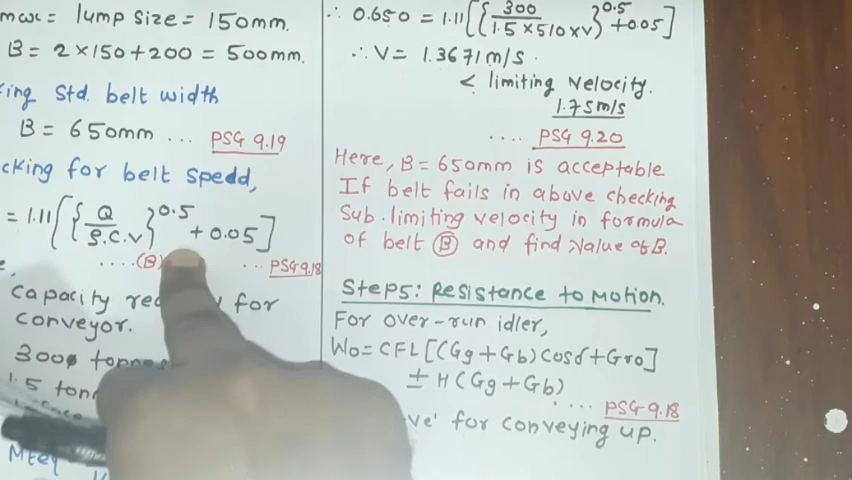 max = lump size = 150mm.
B = 2×150+200 = 500mm.
ing Std. belt width
B = 650mm ... PSG 9.19
cking for belt spedd,
= 1.11[{Q/ρ.C.V}^0.5 + 0.05]
....(B) ... PSG 9.18
capacity for
conveyor.
300
1.5
Mteq
∴ 0.650 = 1.11[{300/1.5×510×V}^0.5 +0.05]
∴ V = 1.3671 m/s.
< limiting velocity.
1.75m/s
.... PSG 9.20
Here, B = 650mm is acceptable
If belt fails in above checking
Sub. limiting velocity in formula
of belt (B) and find value of B.
Step5: Resistance to Motion.
For over-run idler,
Wo = CFL[(Gg+Gb)Cosδ+Gro]
± H(Gg+Gb)
.... PSG 9.18
ve' for conveying up.